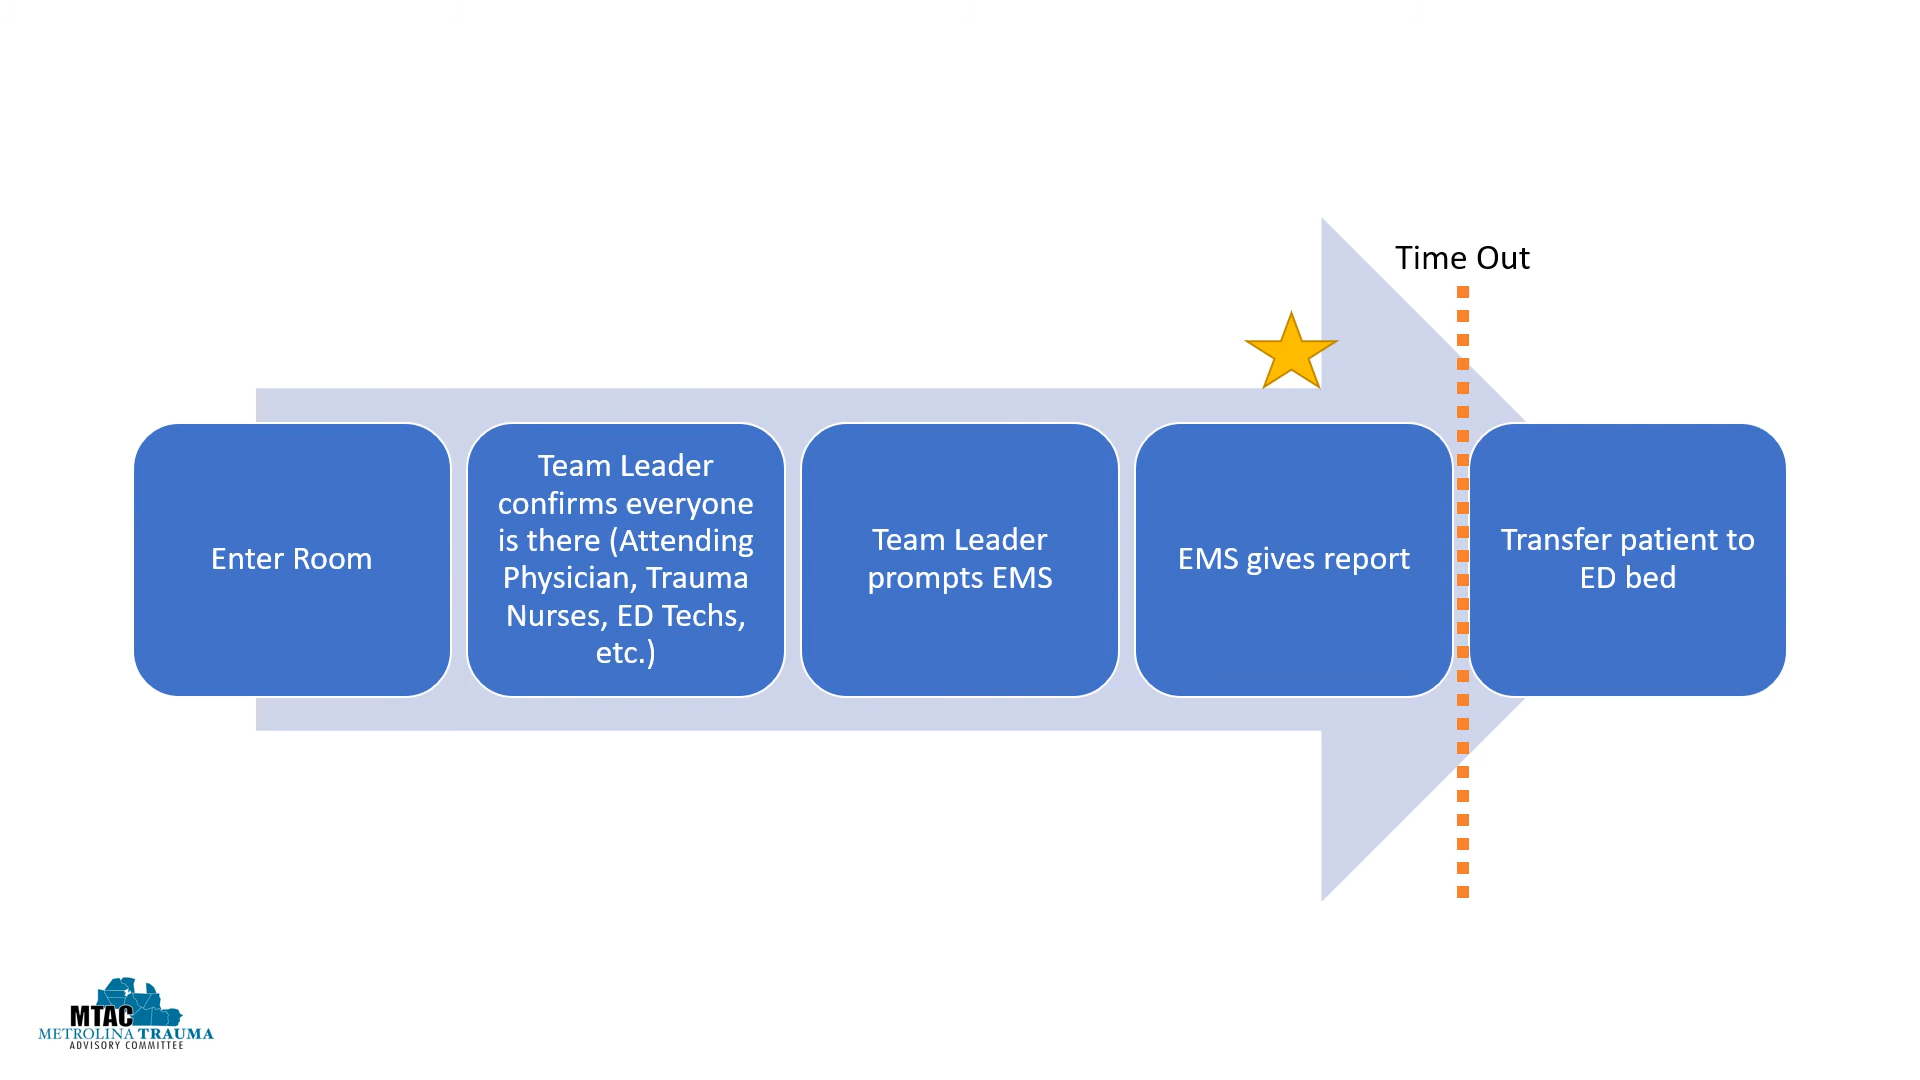 Time Out
Enter Room
Team Leader
confirms everyone
is there (Attending
Physician, Trauma
Nurses, ED Techs,
etc.)
Team Leader
prompts EMS
EMS gives report
Transfer patient to
ED bed
MTAC
METROLINA TRAUMA
ADVISORY COMMITTEE